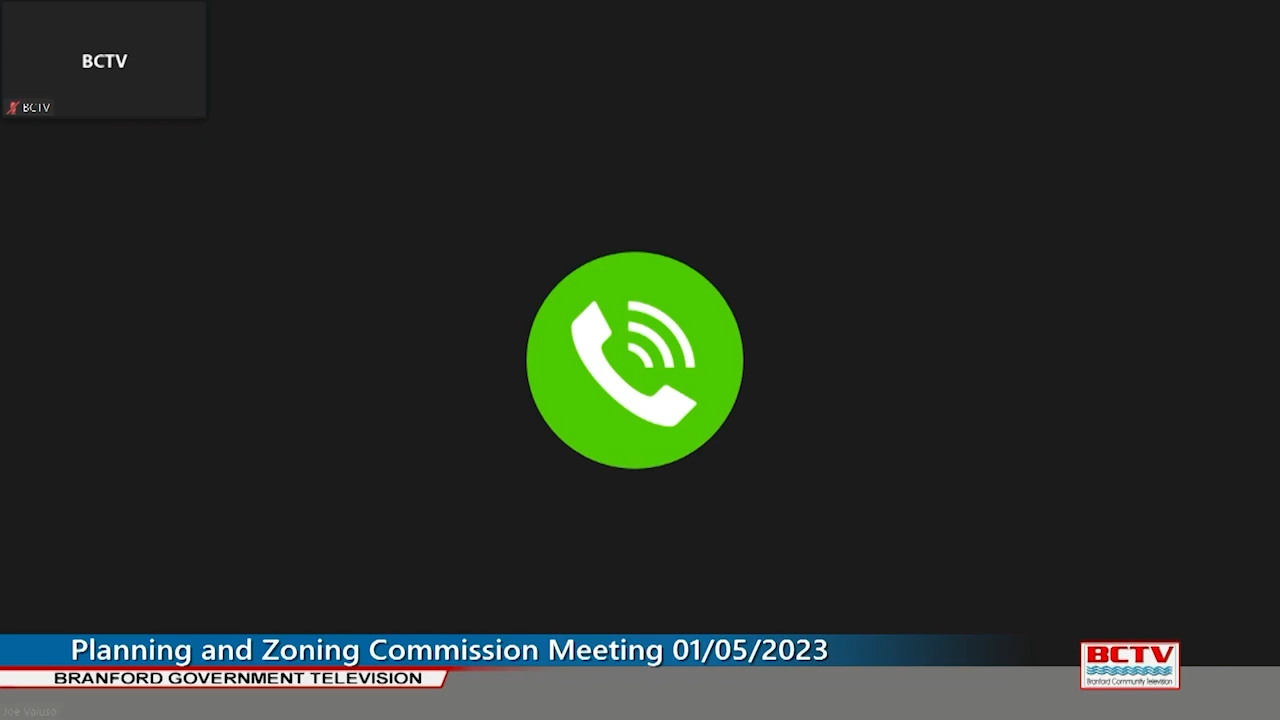 BCTV
BCTV
Planning and Zoning Commission Meeting 01/05/2023
BRANFORD GOVERNMENT TELEVISION
BCTV
Branford Community Television